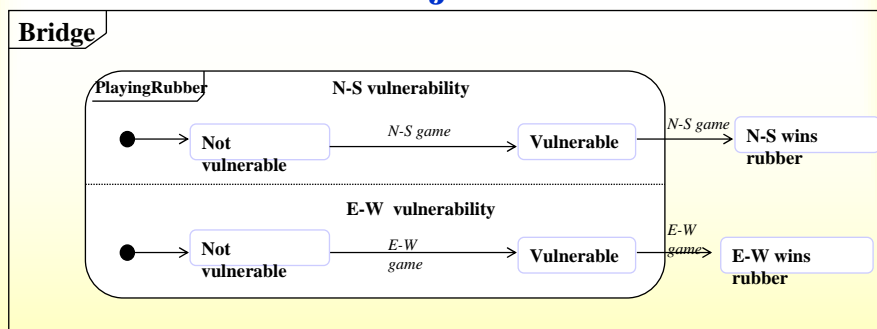 Bridge
PlayingRubber
N-S vulnerability
Not
vulnerable
N-S game
Vulnerable
N-S game
N-S wins
rubber
E-W vulnerability
Not
vulnerable
E-W
game
Vulnerable
E-W
game
E-W wins
rubber